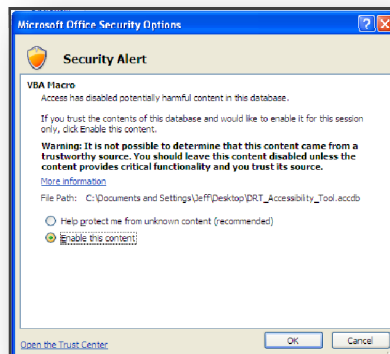 Microsoft Office Security Options
Security Alert
VBA Macro
Access has disabled potentially harmful content in this database.
If you trust the contents of this database and would like to enable it for this session
only, click Enable this content.
Warning: It is not possible to determine that this content came from a
trustworthy source. You should leave this content disabled unless the
content provides critical functionality and you trust its source.
More information
File Path: C:\Documents and Settings\Jeff\Desktop\DRT_Accessibility_Tool.accdb
Help protect me from unknown content (recommended)
Enable this content
Open the Trust Center
OK
Cancel